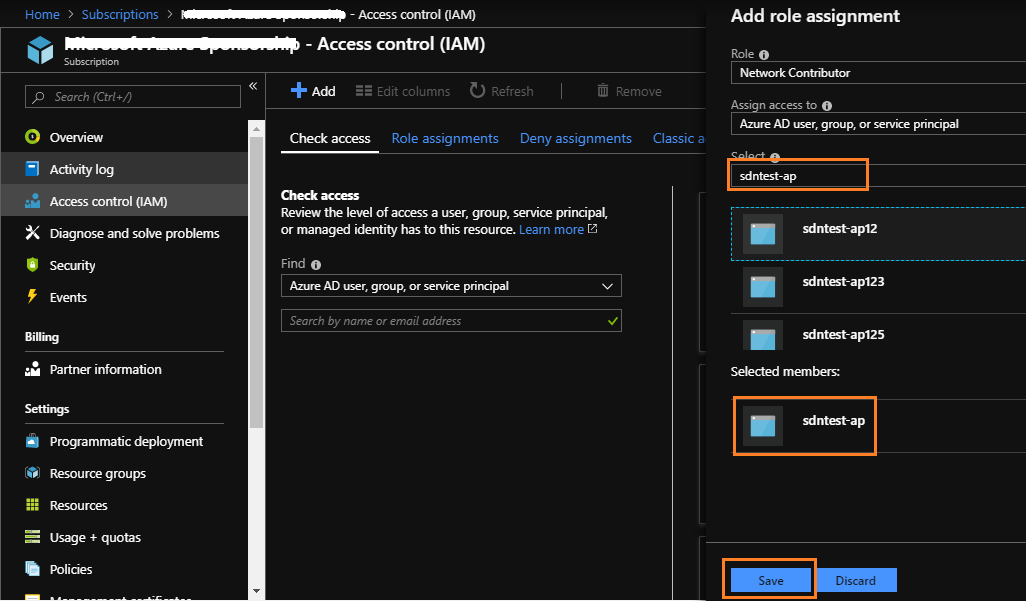 Home > Subscriptions > - Access control (IAM)
- Access control (IAM)
Subscription
Search (Ctrl+/)
«
Overview
Activity log
Access control (IAM)
Diagnose and solve problems
Security
Events
Billing
Partner information
Settings
Programmatic deployment
Resource groups
Resources
Usage + quotas
Policies
Management certificates
Add
Edit columns
Refresh
Remove
Check access
Role assignments
Deny assignments
Classic a
Check access
Review the level of access a user, group, service principal,
or managed identity has to this resource. Learn more
Find
Azure AD user, group, or service principal
Search by name or email address
Add role assignment
Role
Network Contributor
Assign access to
Azure AD user, group, or service principal
Select
sdntest-ap
sdntest-ap12
sdntest-ap123
sdntest-ap125
Selected members:
sdntest-ap
Save
Discard